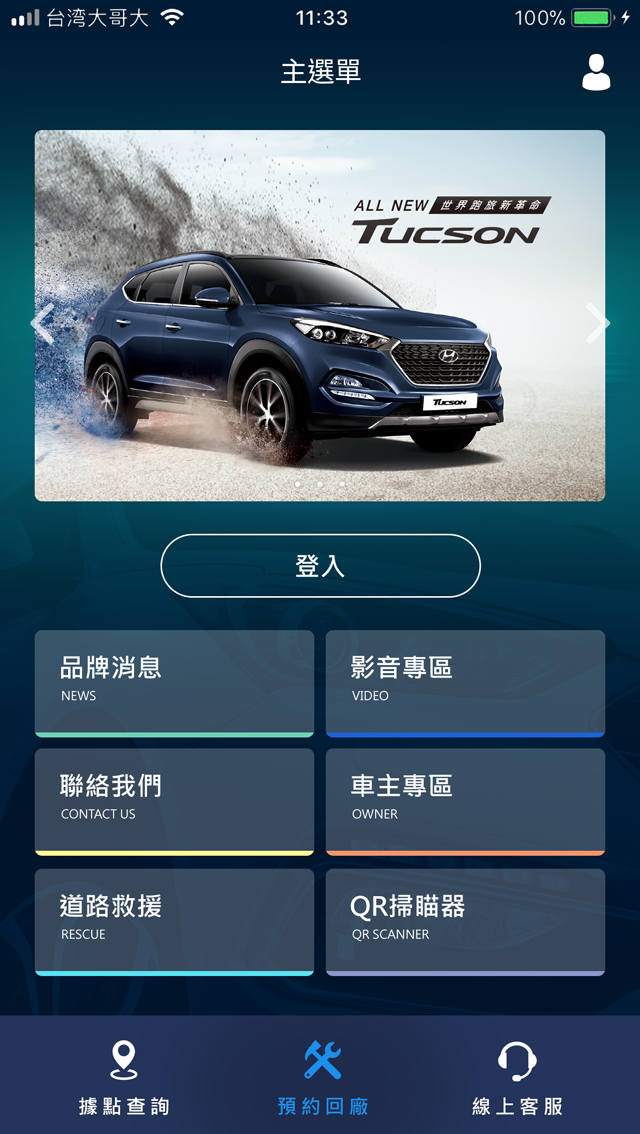 台湾大哥大 11:33 100%
主選單
ALL NEW 世界跑旅新革命
TUCSON
TUCSON
登入
品牌消息 影音專區
NEWS VIDEO
聯絡我們 車主專區
CONTACT US OWNER
道路救援 QR掃瞄器
RESCUE QR SCANNER
據點查詢 預約回廠 線上客服